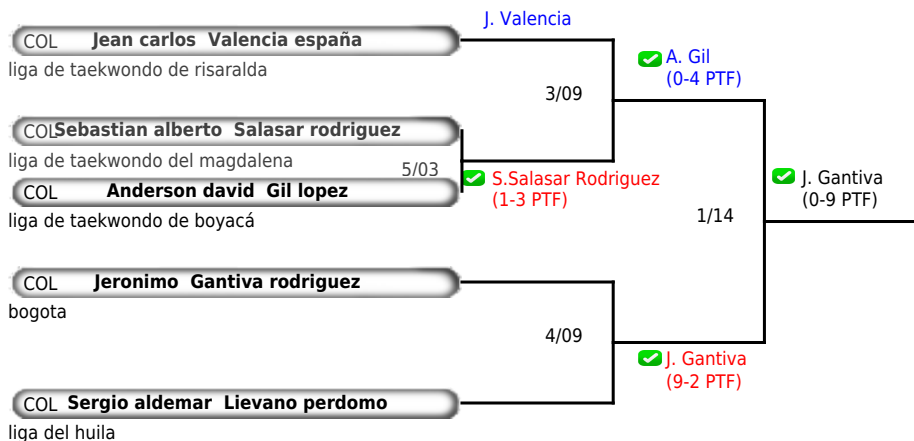 J. Valencia
COL Jean carlos Valencia españa
liga de taekwondo de risaralda
A. Gil
(0-4 PTF)
3/09
COL Sebastian alberto Salasar rodriguez
liga de taekwondo del magdalena
5/03
S.Salasar Rodriguez
(1-3 PTF)
COL Anderson david Gil lopez
liga de taekwondo de boyacá
J. Gantiva
(0-9 PTF)
1/14
COL Jeronimo Gantiva rodriguez
bogota
4/09
J. Gantiva
(9-2 PTF)
COL Sergio aldemar Lievano perdomo
liga del huila